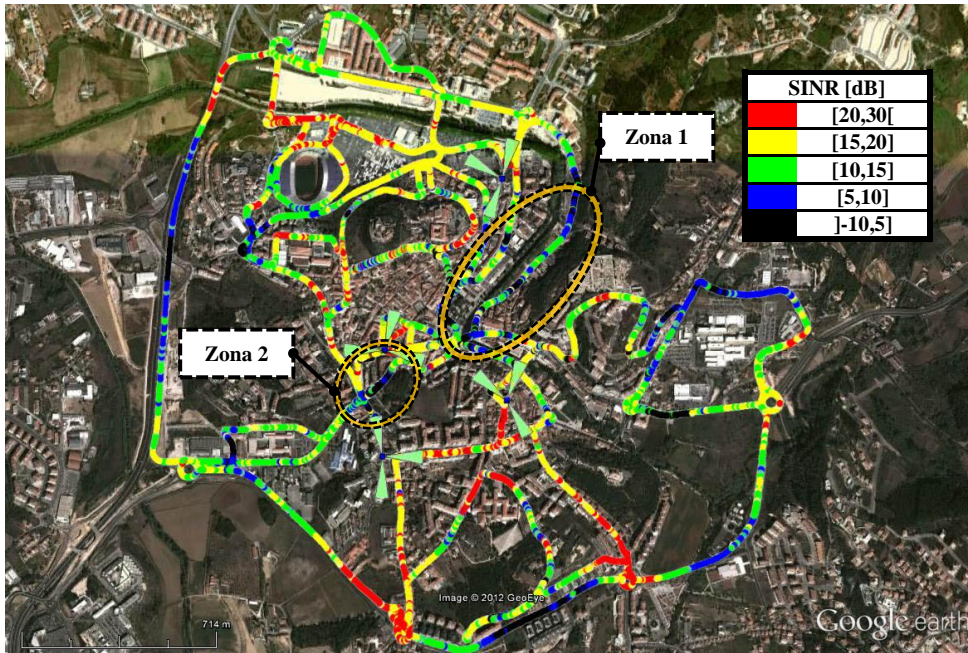 SINR [dB]
[20,30[
[15,20]
[10,15]
[5,10]
]-10,5]
Zona 1
Zona 2
Image © 2012 GeoEye
714 m
Google earth